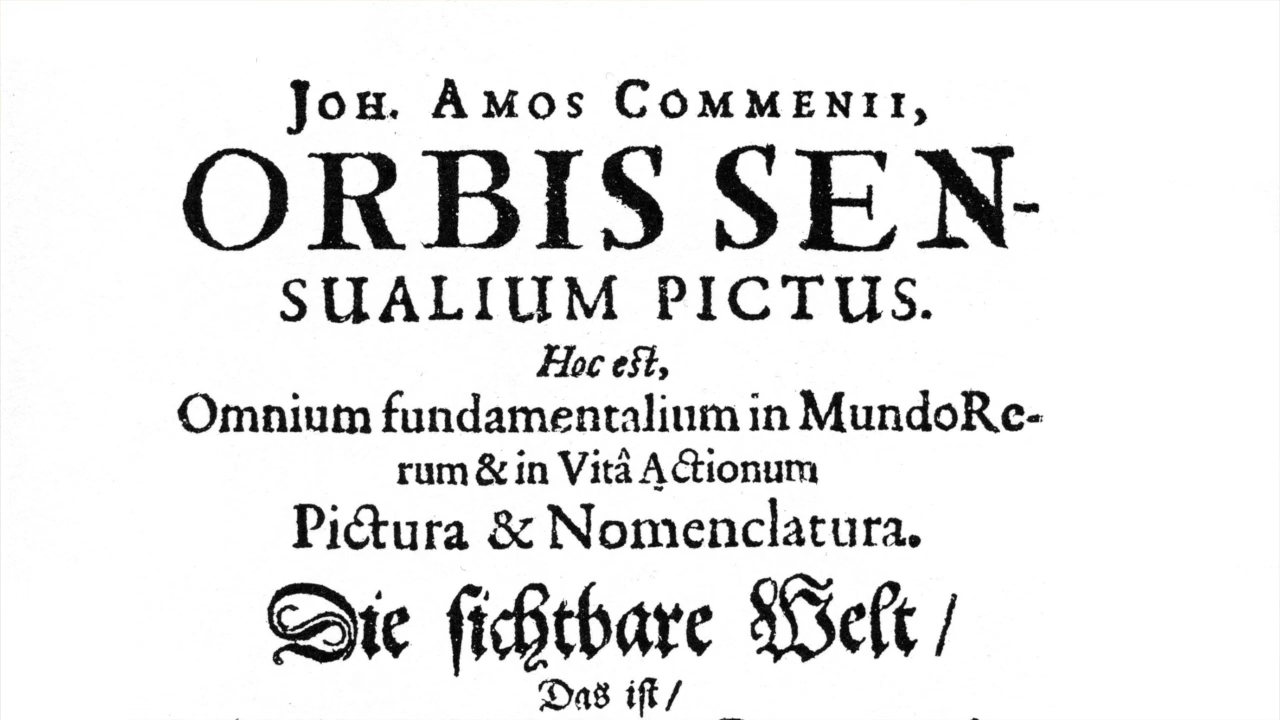 JOH. AMOS COMMENII,
ORBIS SEN-
SUALIUM PICTUS.
Hoc est,
Omnium fundamentalium in Mundo Re-
rum & in Vitâ Actionum
Pictura & Nomenclatura.
Die sichtbare Welt /
Das ist /